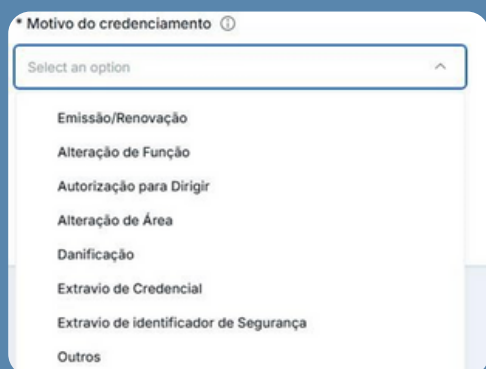 * Motivo do credenciamento ⓘ
Select an option
Emissão/Renovação
Alteração de Função
Autorização para Dirigir
Alteração de Área
Danificação
Extravio de Credencial
Extravio de identificador de Segurança
Outros